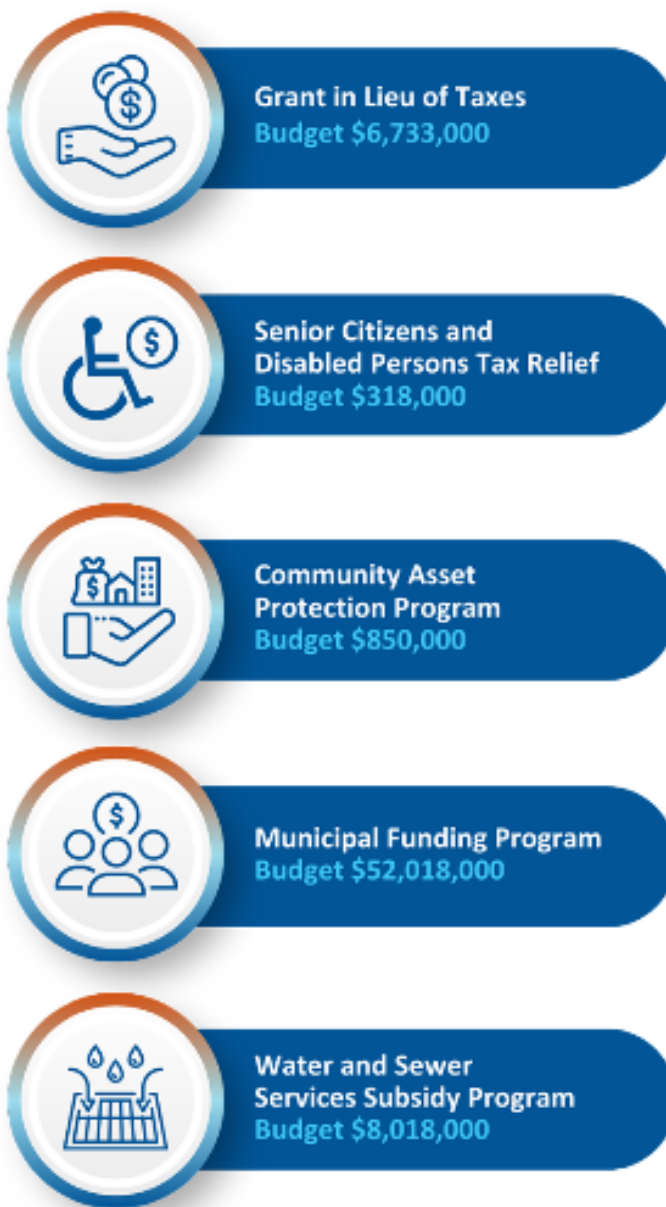 Grant in Lieu of Taxes
Budget $6,733,000
Senior Citizens and
Disabled Persons Tax Relief
Budget $318,000
Community Asset
Protection Program
Budget $850,000
Municipal Funding Program
Budget $52,018,000
Water and Sewer
Services Subsidy Program
Budget $8,018,000